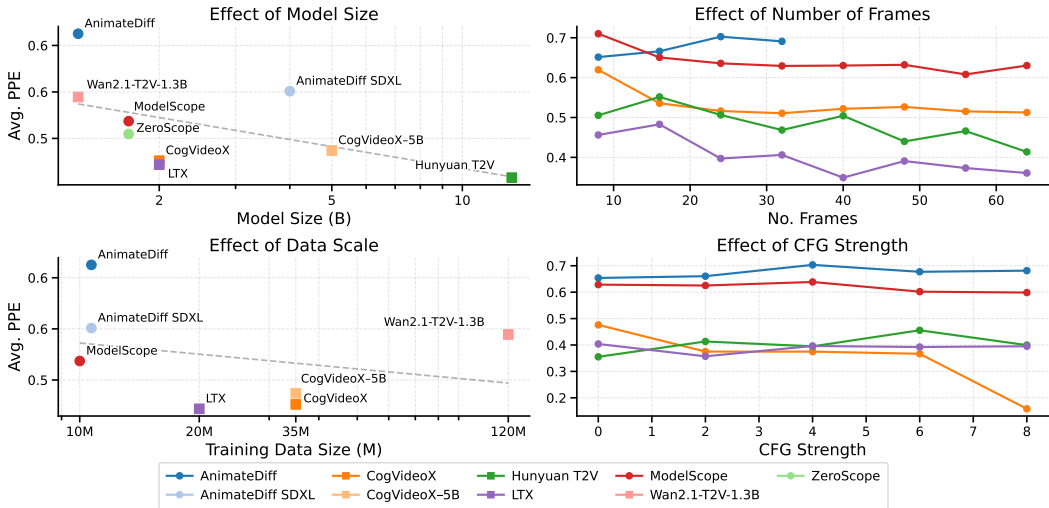 Effect of Model Size
Avg. PPE
0.6
0.6
0.5
AnimateDiff
Wan2.1-T2V-1.3B
AnimateDiff SDXL
ModelScope
ZeroScope
CogVideoX
CogVideoX–5B
LTX
Hunyuan T2V
2
5
10
Model Size (B)
Effect of Number of Frames
0.7
0.6
0.5
0.4
10
20
30
40
50
60
No. Frames
Effect of Data Scale
Avg. PPE
0.6
0.6
0.5
AnimateDiff
AnimateDiff SDXL
Wan2.1-T2V-1.3B
ModelScope
CogVideoX–5B
LTX
CogVideoX
10M
20M
35M
120M
Training Data Size (M)
Effect of CFG Strength
0.7
0.6
0.5
0.4
0.3
0.2
0
1
2
3
4
5
6
7
8
CFG Strength
AnimateDiff
CogVideoX
Hunyuan T2V
ModelScope
ZeroScope
AnimateDiff SDXL
CogVideoX–5B
LTX
Wan2.1-T2V-1.3B